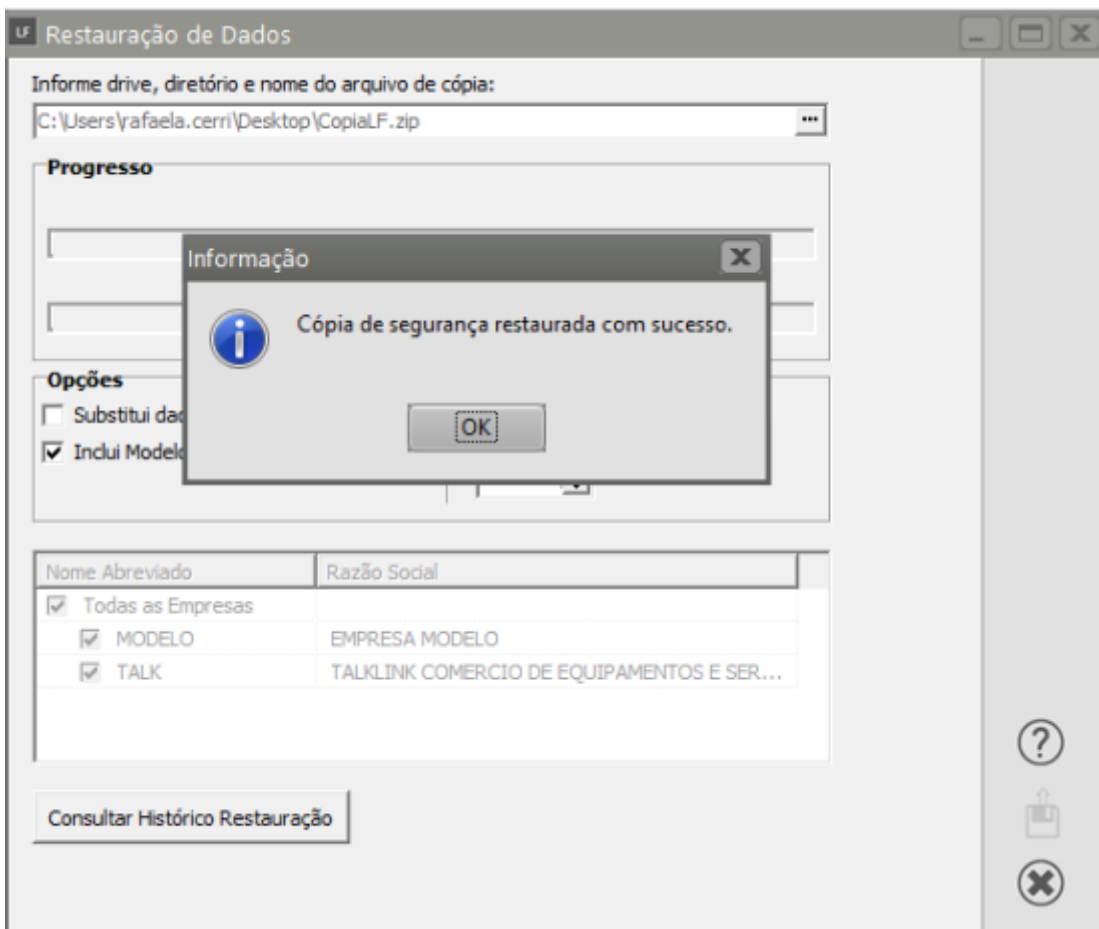 LF Restauração de Dados
Informe drive, diretório e nome do arquivo de cópia:
C:\Users\rafaela.cerri\Desktop\CopiaLF.zip ...
Progresso
Informação
Cópia de segurança restaurada com sucesso.
OK
Opções
Substitui
Inclui
Nome Abreviado Razão Social
Todas as Empresas
MODELO EMPRESA MODELO
TALK TALKLINK COMERCIO DE EQUIPAMENTOS E SER...
Consultar Histórico Restauração